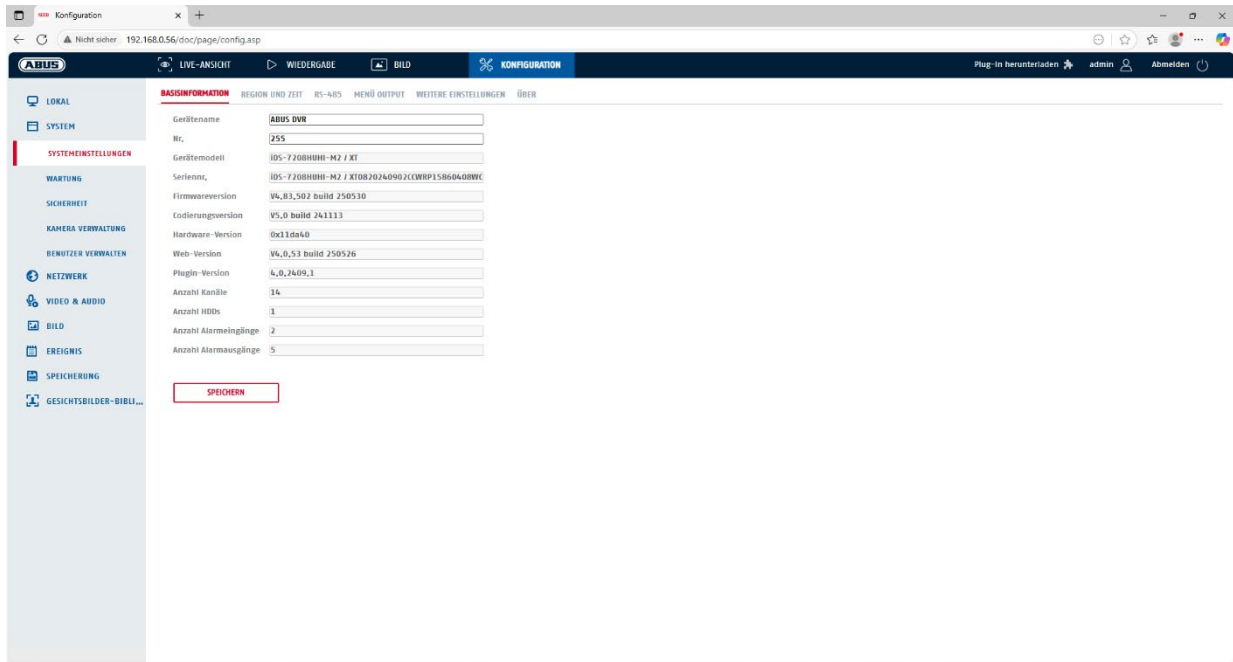 Konfiguration
Nicht sicher 192.168.0.56/doc/page/config.asp
ABUS LIVE-ANSICHT WIEDERGABE BILD KONFIGURATION Plug-in herunterladen admin Abmelden
LOKAL
SYSTEM
SYSTEMEINSTELLUNGEN
WARTUNG
SICHERHEIT
KAMERA VERWALTUNG
BENUTZER VERWALTEN
NETZWERK
VIDEO & AUDIO
BILD
EREIGNIS
SPEICHERUNG
GESICHTSBILDER-BIBLI...
BASISINFORMATION REGION UND ZEIT RS-485 MENÜ OUTPUT WEITERE EINSTELLUNGEN ÜBER
Gerätename ABUS DVR
Nr. 255
Gerätemodell iDS-7208HUHI-M2 / XT
Seriennr. iDS-7208HUHI-M2 / XT0820240902CCWRP15860408WC
Firmwareversion V4.83.502 build 250530
Codierungsversion V5.0 build 241113
Hardware-Version 0x11da40
Web-Version V4.0.53 build 250526
Plugin-Version 4.0.2409.1
Anzahl Kanäle 14
Anzahl HDDs 1
Anzahl Alarmeingänge 2
Anzahl Alarmausgänge 5
SPEICHERN